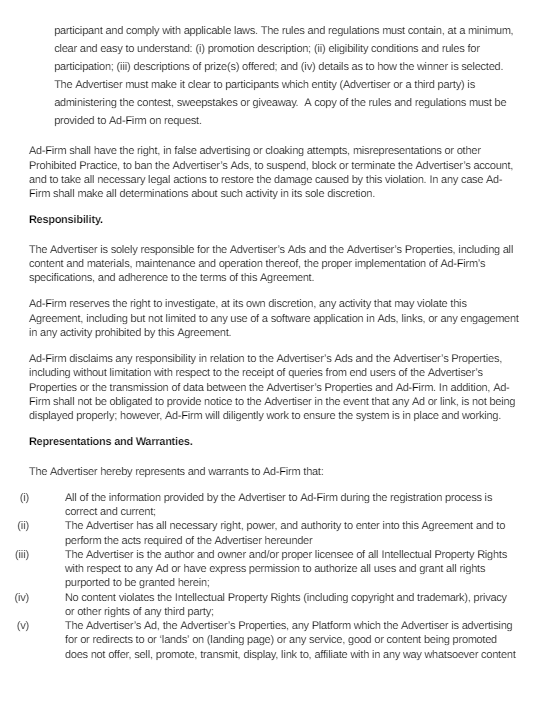 participant and comply with applicable laws. The rules and regulations must contain, at a minimum,
clear and easy to understand: (i) promotion description; (ii) eligibility conditions and rules for
participation; (iii) descriptions of prize(s) offered; and (iv) details as to how the winner is selected.
The Advertiser must make it clear to participants which entity (Advertiser or a third party) is
administering the contest, sweepstakes or giveaway.  A copy of the rules and regulations must be
provided to Ad-Firm on request.
Ad-Firm shall have the right, in false advertising or cloaking attempts, misrepresentations or other
Prohibited Practice, to ban the Advertiser's Ads, to suspend, block or terminate the Advertiser's account,
and to take all necessary legal actions to restore the damage caused by this violation. In any case Ad-
Firm shall make all determinations about such activity in its sole discretion.
Responsibility.
The Advertiser is solely responsible for the Advertiser's Ads and the Advertiser's Properties, including all
content and materials, maintenance and operation thereof, the proper implementation of Ad-Firm's
specifications, and adherence to the terms of this Agreement.
Ad-Firm reserves the right to investigate, at its own discretion, any activity that may violate this
Agreement, including but not limited to any use of a software application in Ads, links, or any engagement
in any activity prohibited by this Agreement.
Ad-Firm disclaims any responsibility in relation to the Advertiser's Ads and the Advertiser's Properties,
including without limitation with respect to the receipt of queries from end users of the Advertiser's
Properties or the transmission of data between the Advertiser's Properties and Ad-Firm. In addition, Ad-
Firm shall not be obligated to provide notice to the Advertiser in the event that any Ad or link, is not being
displayed properly; however, Ad-Firm will diligently work to ensure the system is in place and working.
Representations and Warranties.
The Advertiser hereby represents and warrants to Ad-Firm that:
(i) All of the information provided by the Advertiser to Ad-Firm during the registration process is
correct and current;
(ii) The Advertiser has all necessary right, power, and authority to enter into this Agreement and to
perform the acts required of the Advertiser hereunder
(iii) The Advertiser is the author and owner and/or proper licensee of all Intellectual Property Rights
with respect to any Ad or have express permission to authorize all uses and grant all rights
purported to be granted herein;
(iv) No content violates the Intellectual Property Rights (including copyright and trademark), privacy
or other rights of any third party;
(v) The Advertiser's Ad, the Advertiser's Properties, any Platform which the Advertiser is advertising
for or redirects to or 'lands' on (landing page) or any service, good or content being promoted
does not offer, sell, promote, transmit, display, link to, affiliate with in any way whatsoever content